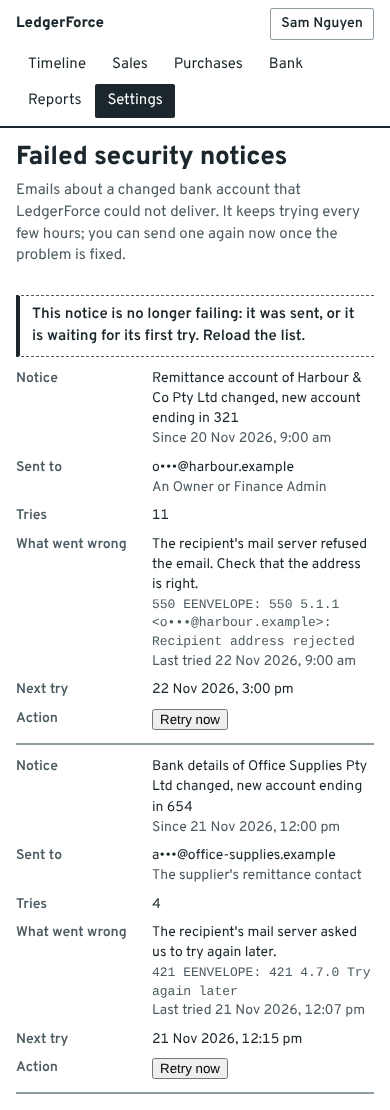 LedgerForce
Sam Nguyen
Timeline Sales Purchases Bank
Reports Settings
Failed security notices
Emails about a changed bank account that
LedgerForce could not deliver. It keeps trying every
few hours; you can send one again now once the
problem is fixed.
This notice is no longer failing: it was sent, or it
is waiting for its first try. Reload the list.
Notice
Remittance account of Harbour &
Co Pty Ltd changed, new account
ending in 321
Since 20 Nov 2026, 9:00 am
Sent to
o•••@harbour.example
An Owner or Finance Admin
Tries
11
What went wrong
The recipient's mail server refused
the email. Check that the address
is right.
550 EENVELOPE: 550 5.1.1
<o•••@harbour.example>:
Recipient address rejected
Last tried 22 Nov 2026, 9:00 am
Next try
22 Nov 2026, 3:00 pm
Action
Retry now
Notice
Bank details of Office Supplies Pty
Ltd changed, new account ending
in 654
Since 21 Nov 2026, 12:00 pm
Sent to
a•••@office-supplies.example
The supplier's remittance contact
Tries
4
What went wrong
The recipient's mail server asked
us to try again later.
421 EENVELOPE: 421 4.7.0 Try
again later
Last tried 21 Nov 2026, 12:07 pm
Next try
21 Nov 2026, 12:15 pm
Action
Retry now